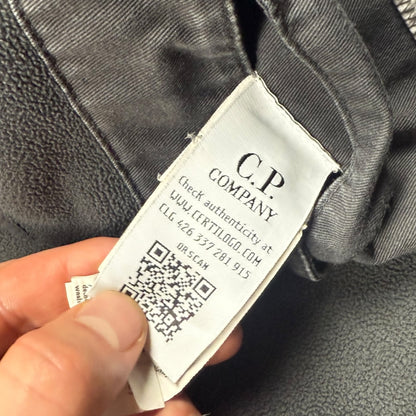 C.P.
COMPANY
Check authenticity at
WWW.CERTILOGO.COM
CLG 426 337 281 915
OR SCAN